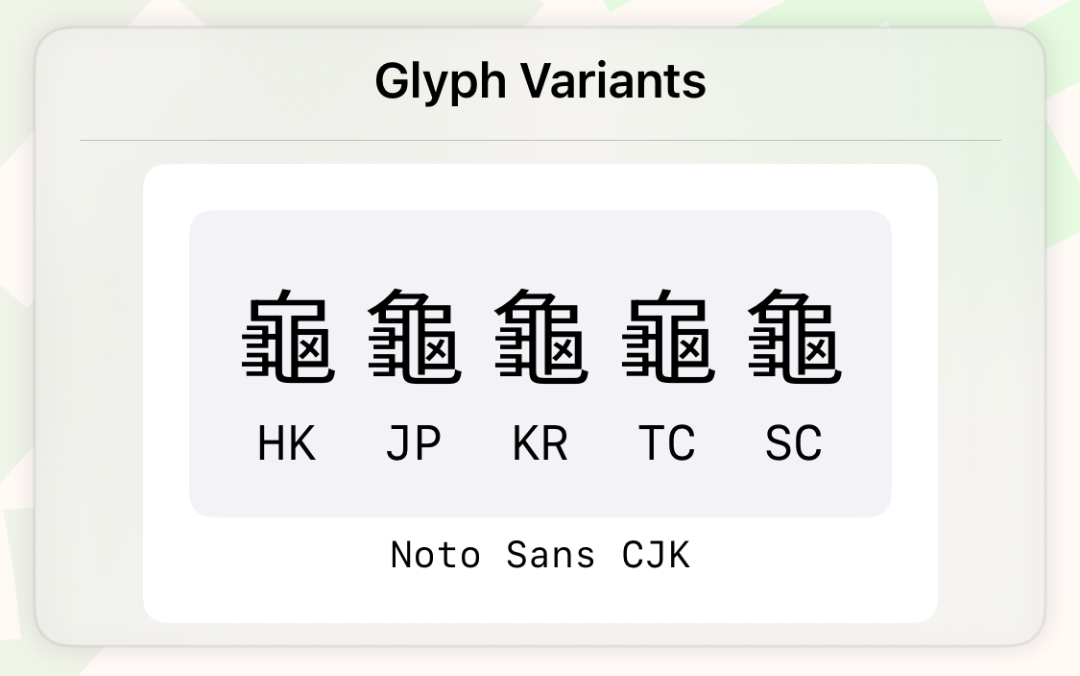 Glyph Variants
龜 龜 龜 龜 龜
HK JP KR TC SC
Noto Sans CJK